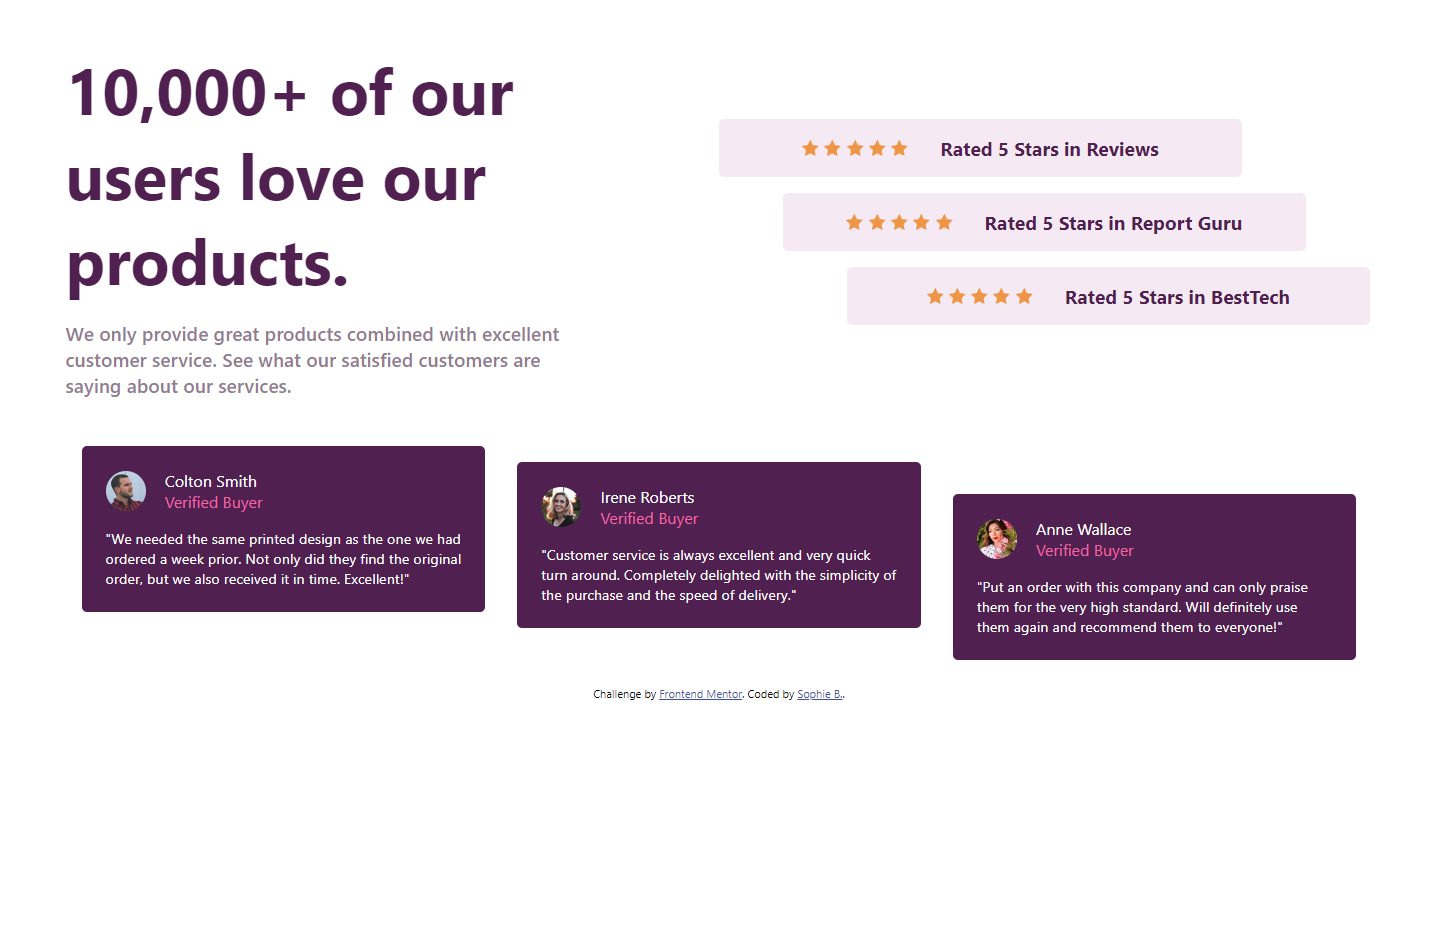 10,000+ of our
users love our
products.
We only provide great products combined with excellent
customer service. See what our satisfied customers are
saying about our services.
Rated 5 Stars in Reviews
Rated 5 Stars in Report Guru
Rated 5 Stars in BestTech
Colton Smith
Verified Buyer
"We needed the same printed design as the one we had
ordered a week prior. Not only did they find the original
order, but we also received it in time. Excellent!"
Irene Roberts
Verified Buyer
"Customer service is always excellent and very quick
turn around. Completely delighted with the simplicity of
the purchase and the speed of delivery."
Anne Wallace
Verified Buyer
"Put an order with this company and can only praise
them for the very high standard. Will definitely use
them again and recommend them to everyone!"
Challenge by Frontend Mentor. Coded by Sophie B..